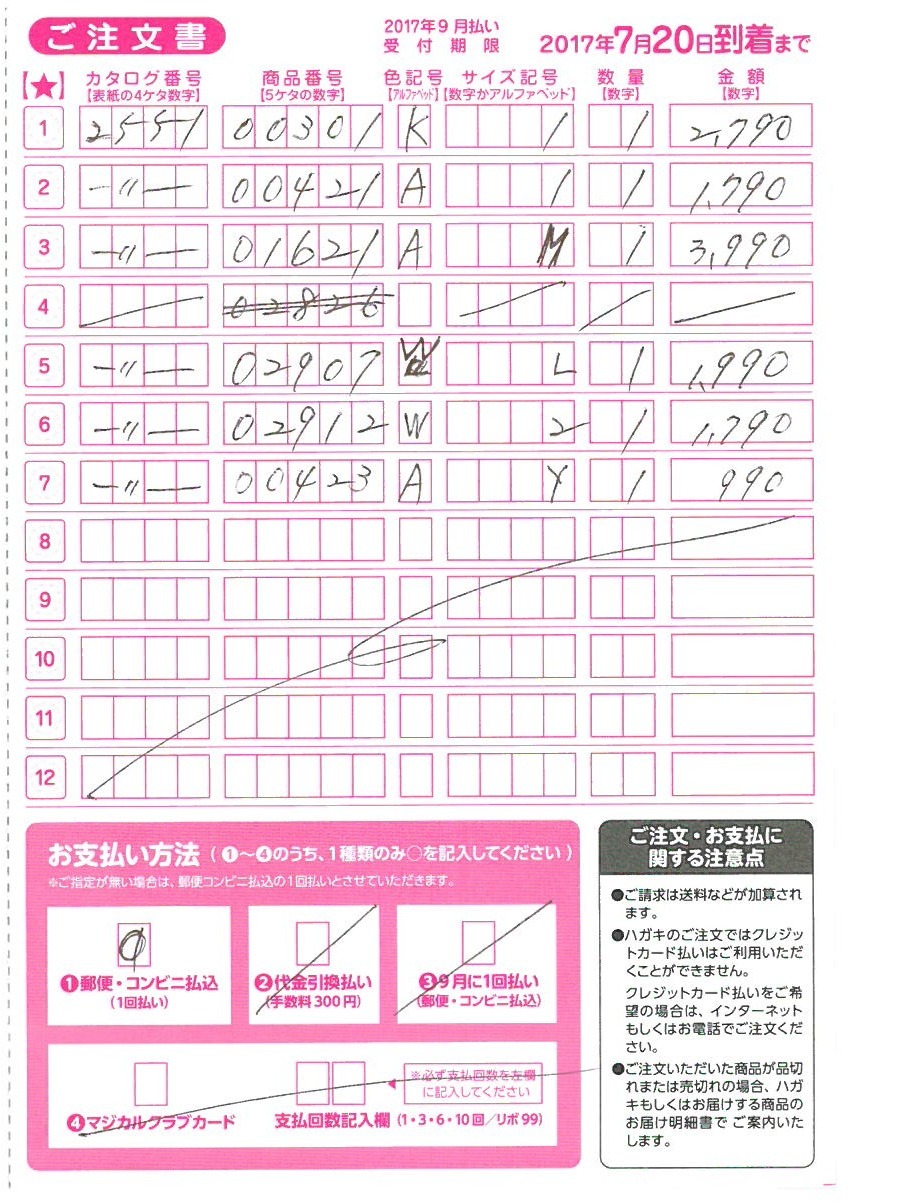 ご注文書
2017年9月払い
受付期限
2017年7月20日到着まで
【★】 カタログ番号 商品番号 色記号 サイズ記号 数量 金額
【表紙の4ケタ数字】 【5ケタの数字】 【アルファベット】 【数字かアルファベット】 【数字】 【数字】
1 2551 00301 K 1 1 2,790
2 〃 00421 A 1 1 1,790
3 〃 01621 A M 1 3,990
4 02826
5 〃 02907 W L 1 1,990
6 〃 02912 W 2 1 1,790
7 〃 00423 A Y 1 990
8
9
10
11
12
お支払い方法 (❶~❹のうち、1種類のみ○を記入してください)
※ご指定が無い場合は、郵便コンビニ払込の1回払いとさせていただきます。
❶郵便・コンビニ払込
(1回払い)
❷代金引換払い
(手数料300円)
❸9月に1回払い
(郵便・コンビニ払込)
❹マジカルクラブカード
支払回数記入欄 (1・3・6・10回/リボ99)
※必ず支払回数を左欄
に記入してください
ご注文・お支払に
関する注意点
●ご請求は送料などが加算され
ます。
●ハガキのご注文ではクレジッ
トカード払いはご利用いただ
くことができません。
クレジットカード払いをご希
望の場合は、インターネット
もしくはお電話でご注文くだ
さい。
●ご注文いただいた商品が品切
れまたは売切れの場合、ハガ
キもしくはお届けする商品の
お届け明細書で ご案内いた
します。